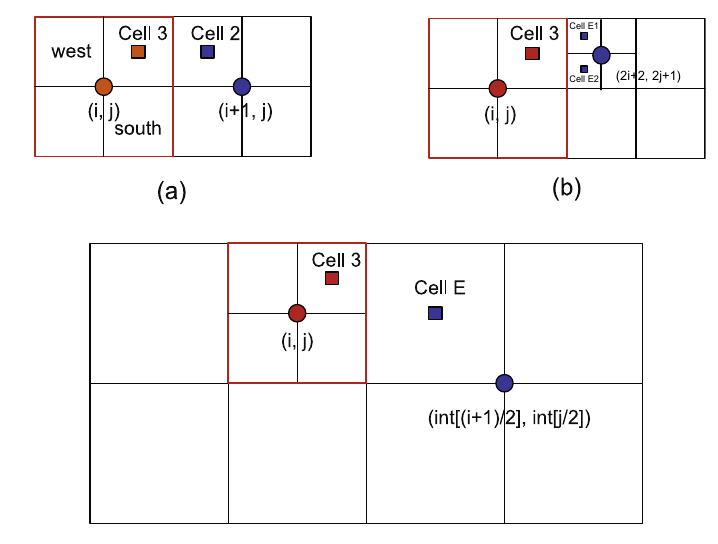 Cell 3
Cell 2
west
(i, j)
(i+1, j)
south
(a)
Cell E1
Cell 3
Cell E2
(2i+2, 2j+1)
(i, j)
(b)
Cell 3
Cell E
(i, j)
(int[(i+1)/2], int[j/2])